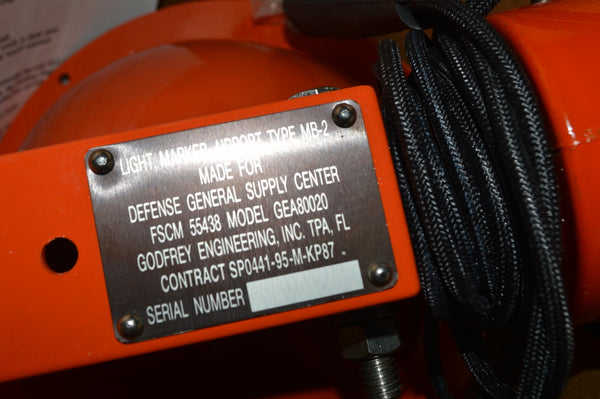 LIGHT, MARKER, AIRPORT TYPE MB-2
MADE FOR
DEFENSE GENERAL SUPPLY CENTER
FSCM 55438 MODEL GEA80020
GODFREY ENGINEERING, INC. TPA, FL
CONTRACT SP0441-95-M-KP87
SERIAL NUMBER